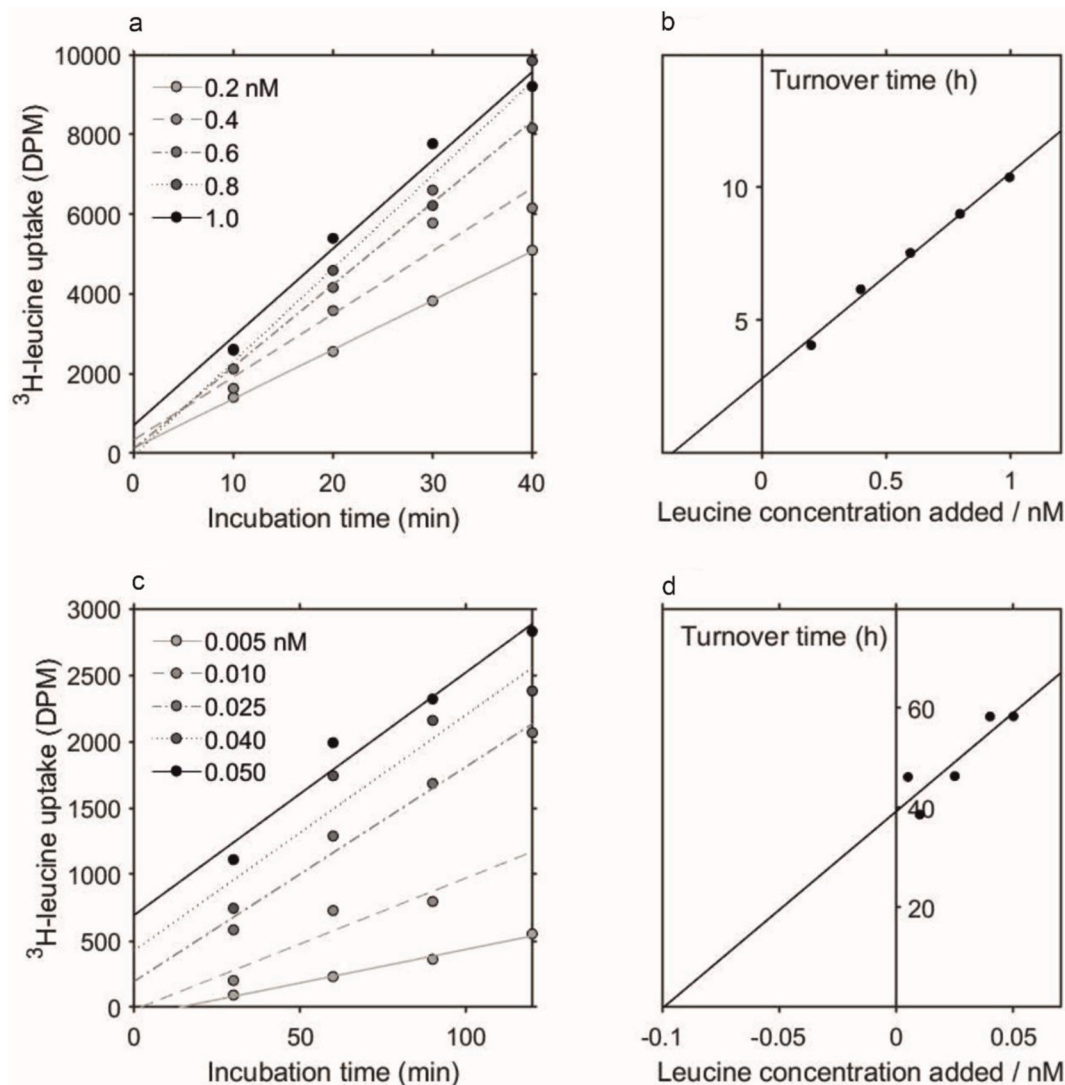 a
10000
8000
6000
4000
2000
0
³H-leucine uptake (DPM)
0.2 nM
0.4
0.6
0.8
1.0
0 10 20 30 40
Incubation time (min)
b
Turnover time (h)
10
5
0 0.5 1
Leucine concentration added / nM
c
3000
2500
2000
1500
1000
500
0
³H-leucine uptake (DPM)
0.005 nM
0.010
0.025
0.040
0.050
0 50 100
Incubation time (min)
d
Turnover time (h)
60
40
20
-0.1 -0.05 0 0.05
Leucine concentration added / nM